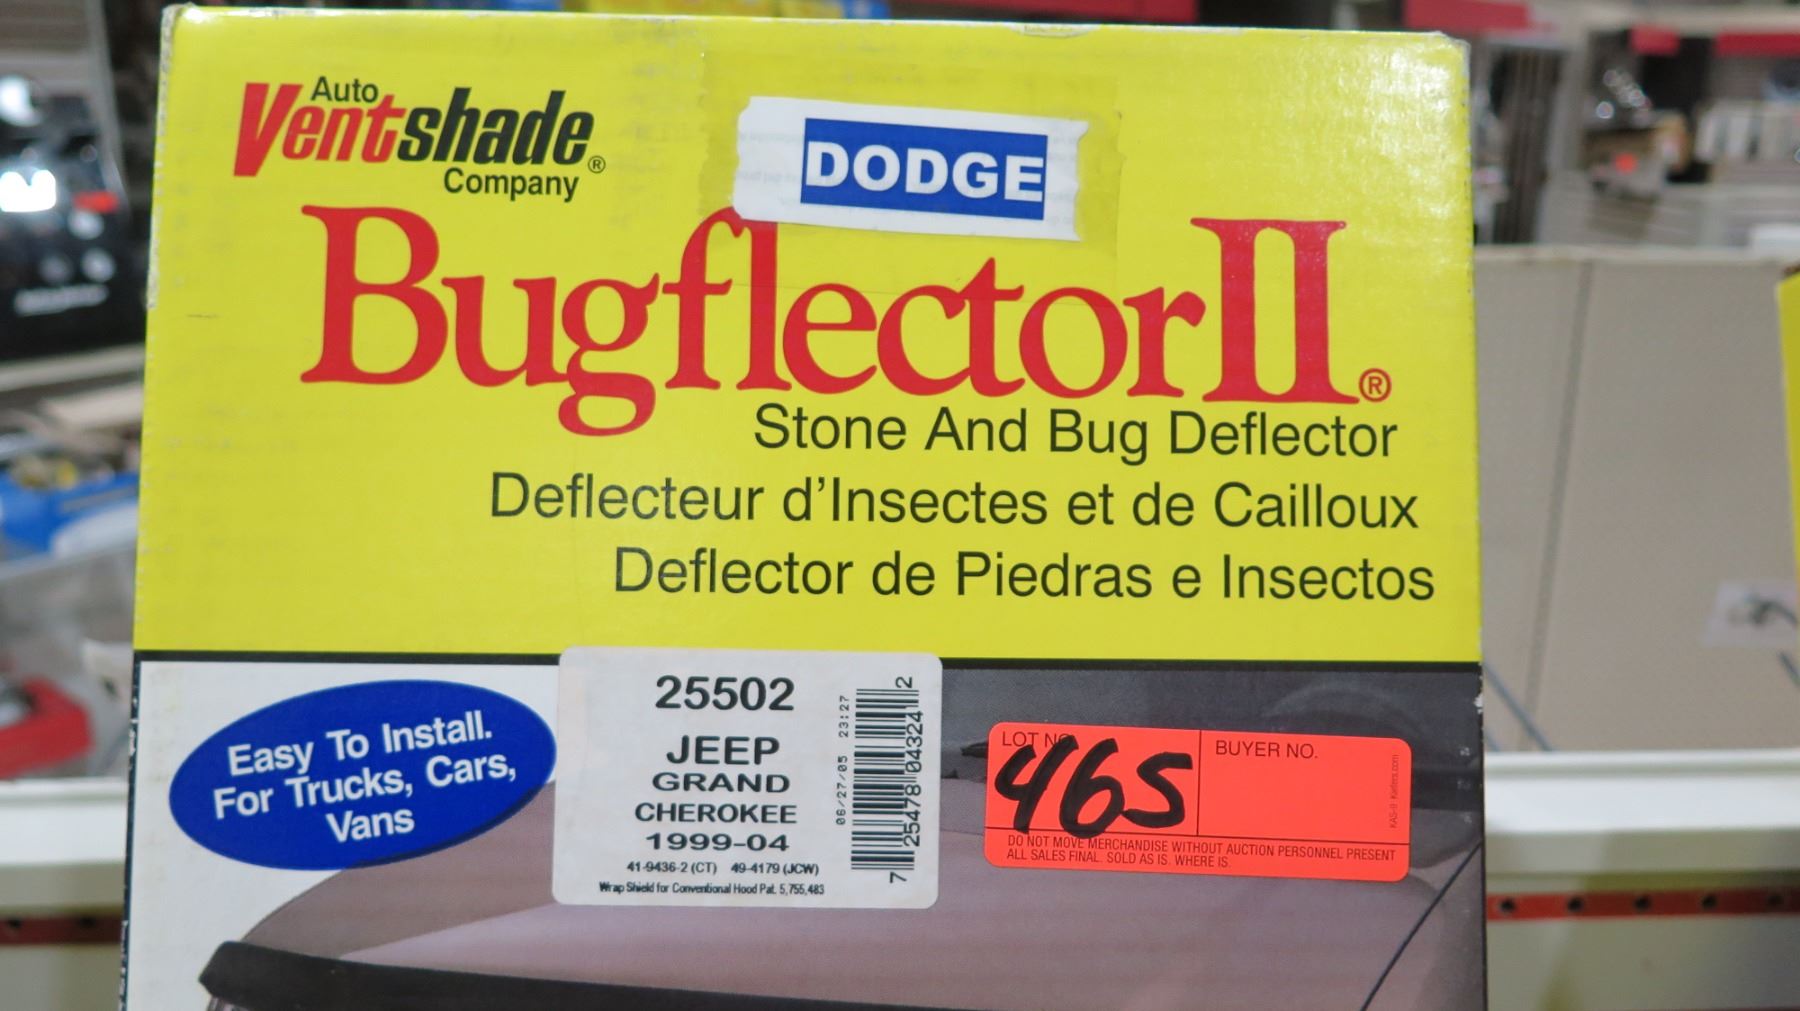 Auto
Ventshade®
Company
DODGE
BugflectorII®
Stone And Bug Deflector
Deflecteur d'Insectes et de Cailloux
Deflector de Piedras e Insectos
Easy To Install.
For Trucks, Cars,
Vans
25502
JEEP
GRAND
CHEROKEE
1999-04
41-9436-2 (CT) 49-4179 (JCW)
Wrap Shield for Conventional Hood Pat. 5,755,483
06/27/05 23:27
7 25478 04324 2
LOT NO.
465
BUYER NO.
DO NOT MOVE MERCHANDISE WITHOUT AUCTION PERSONNEL PRESENT
ALL SALES FINAL. SOLD AS IS. WHERE IS.